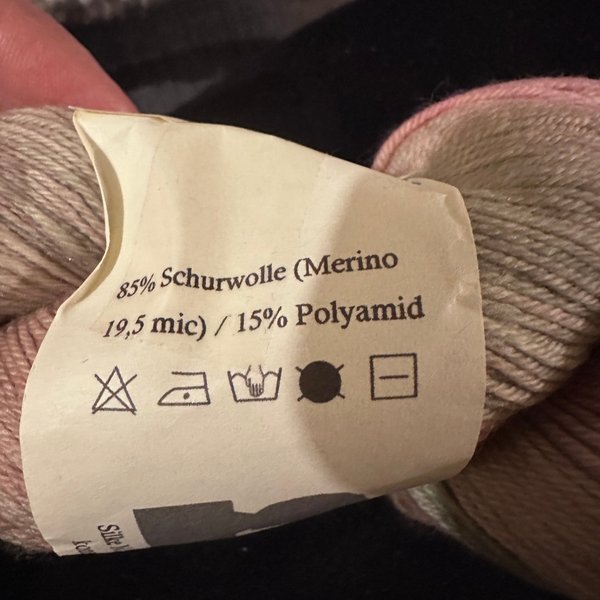 85% Schurwolle (Merino
19,5 mic) / 15% Polyamid